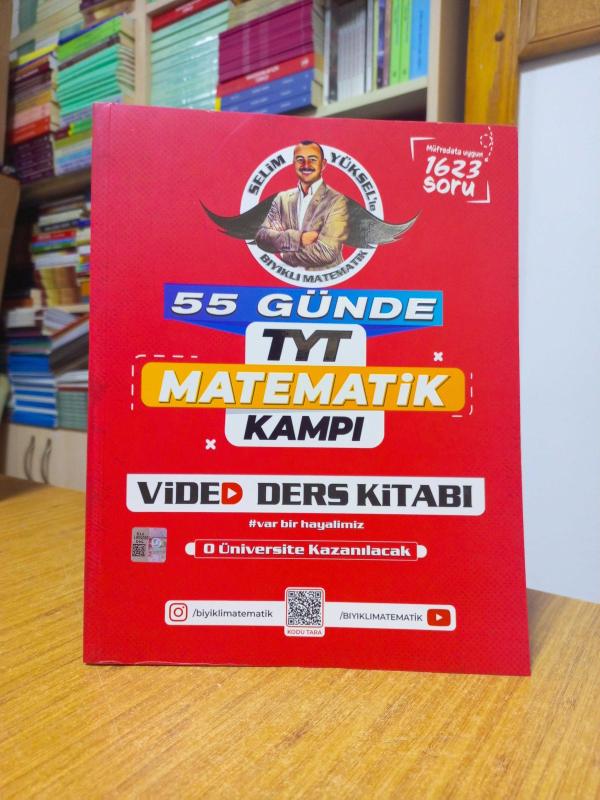 SELİM YÜKSEL'le
BIYIKLI MATEMATİK
Müfredata uygun
1623
soru
55 GÜNDE
TYT
MATEMATİK
KAMPI
VİDEO DERS KİTABI
#var bir hayalimiz
O Üniversite Kazanılacak
/biyiklimatematik
KODU TARA
/BIYIKLIMATEMATİK